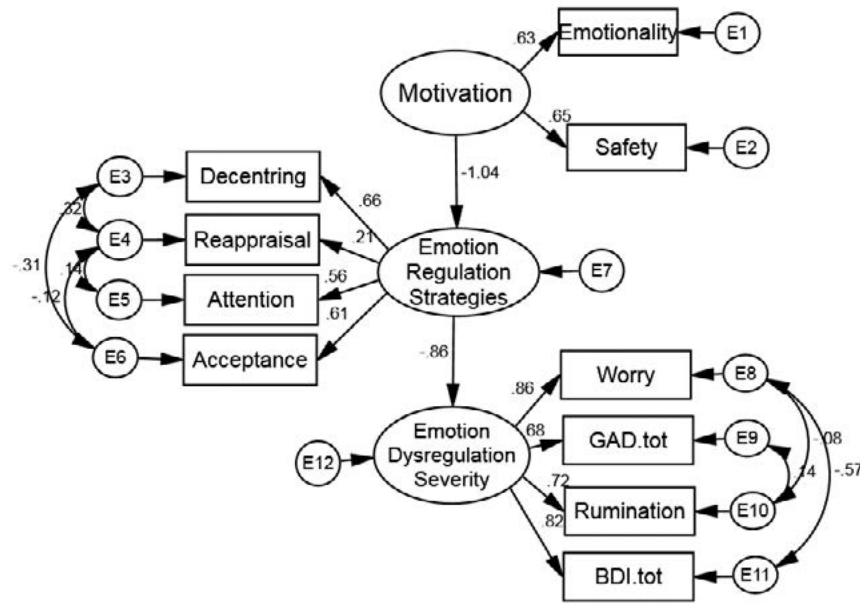 Emotionality
E1
.63
Motivation
.65
Safety
E2
-1.04
E3
Decentring
.66
.32
E4
Reappraisal
.21
Emotion
Regulation
Strategies
E7
-.31
.14
-.12
E5
Attention
.56
.61
E6
Acceptance
-.86
Worry
E8
.86
Emotion
Dysregulation
Severity
E12
.68
GAD.tot
E9
-.08
-.57
.14
.72
Rumination
E10
.82
BDI.tot
E11